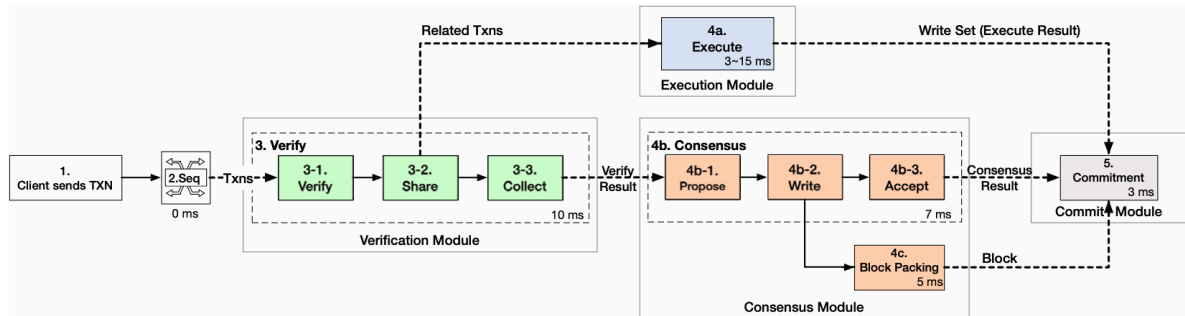 Related Txns
4a.
Execute
3~15 ms
Execution Module
Write Set (Execute Result)
1.
Client sends TXN
2.Seq
0 ms
Txns
3. Verify
3-1.
Verify
3-2.
Share
3-3.
Collect
10 ms
Verification Module
Verify
Result
4b. Consensus
4b-1.
Propose
4b-2.
Write
4b-3.
Accept
7 ms
4c.
Block Packing
5 ms
Consensus Module
Consensus
Result
Block
5.
Commitment
3 ms
Commit Module